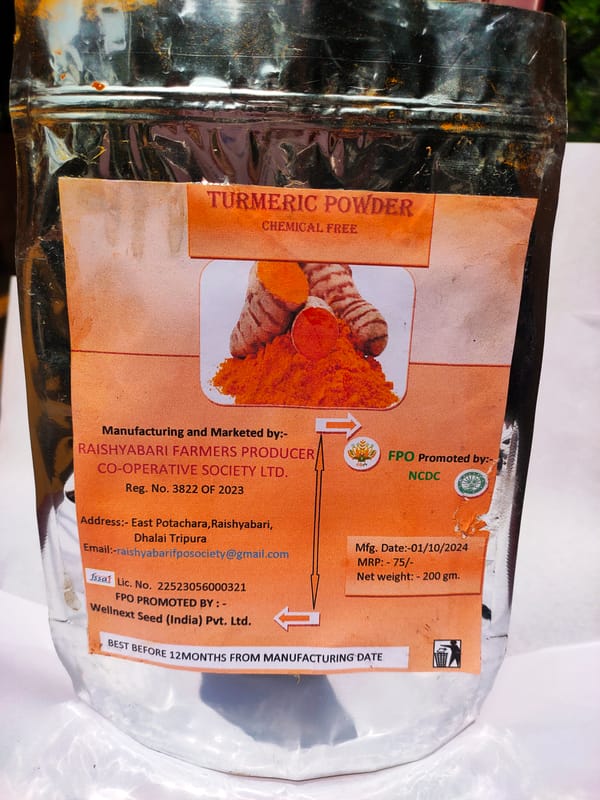 TURMERIC POWDER
CHEMICAL FREE
Manufacturing and Marketed by:-
RAISHYABARI FARMERS PRODUCER
CO-OPERATIVE SOCIETY LTD.
Reg. No. 3822 OF 2023
FPO Promoted by:-
NCDC
Address:- East Potachara,Raishyabari,
Dhalai Tripura
Email:-raishyabarifposociety@gmail.com
Mfg. Date:-01/10/2024
MRP: - 75/-
Net weight: - 200 gm.
fssai Lic. No. 22523056000321
FPO PROMOTED BY : -
Wellnext Seed (India) Pvt. Ltd.
BEST BEFORE 12MONTHS FROM MANUFACTURING DATE